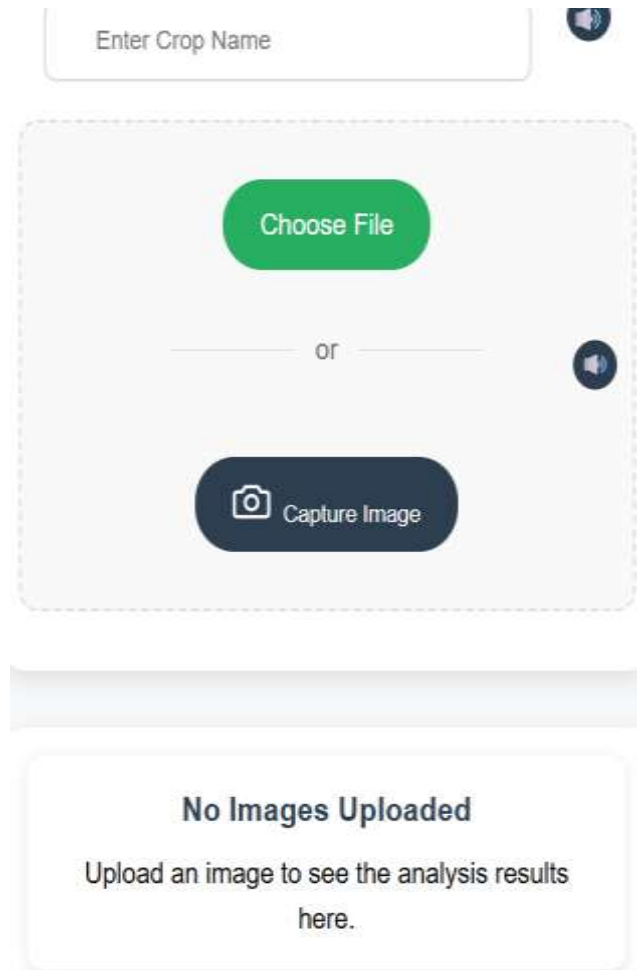 Enter Crop Name
Choose File
or
Capture Image
No Images Uploaded
Upload an image to see the analysis results
here.